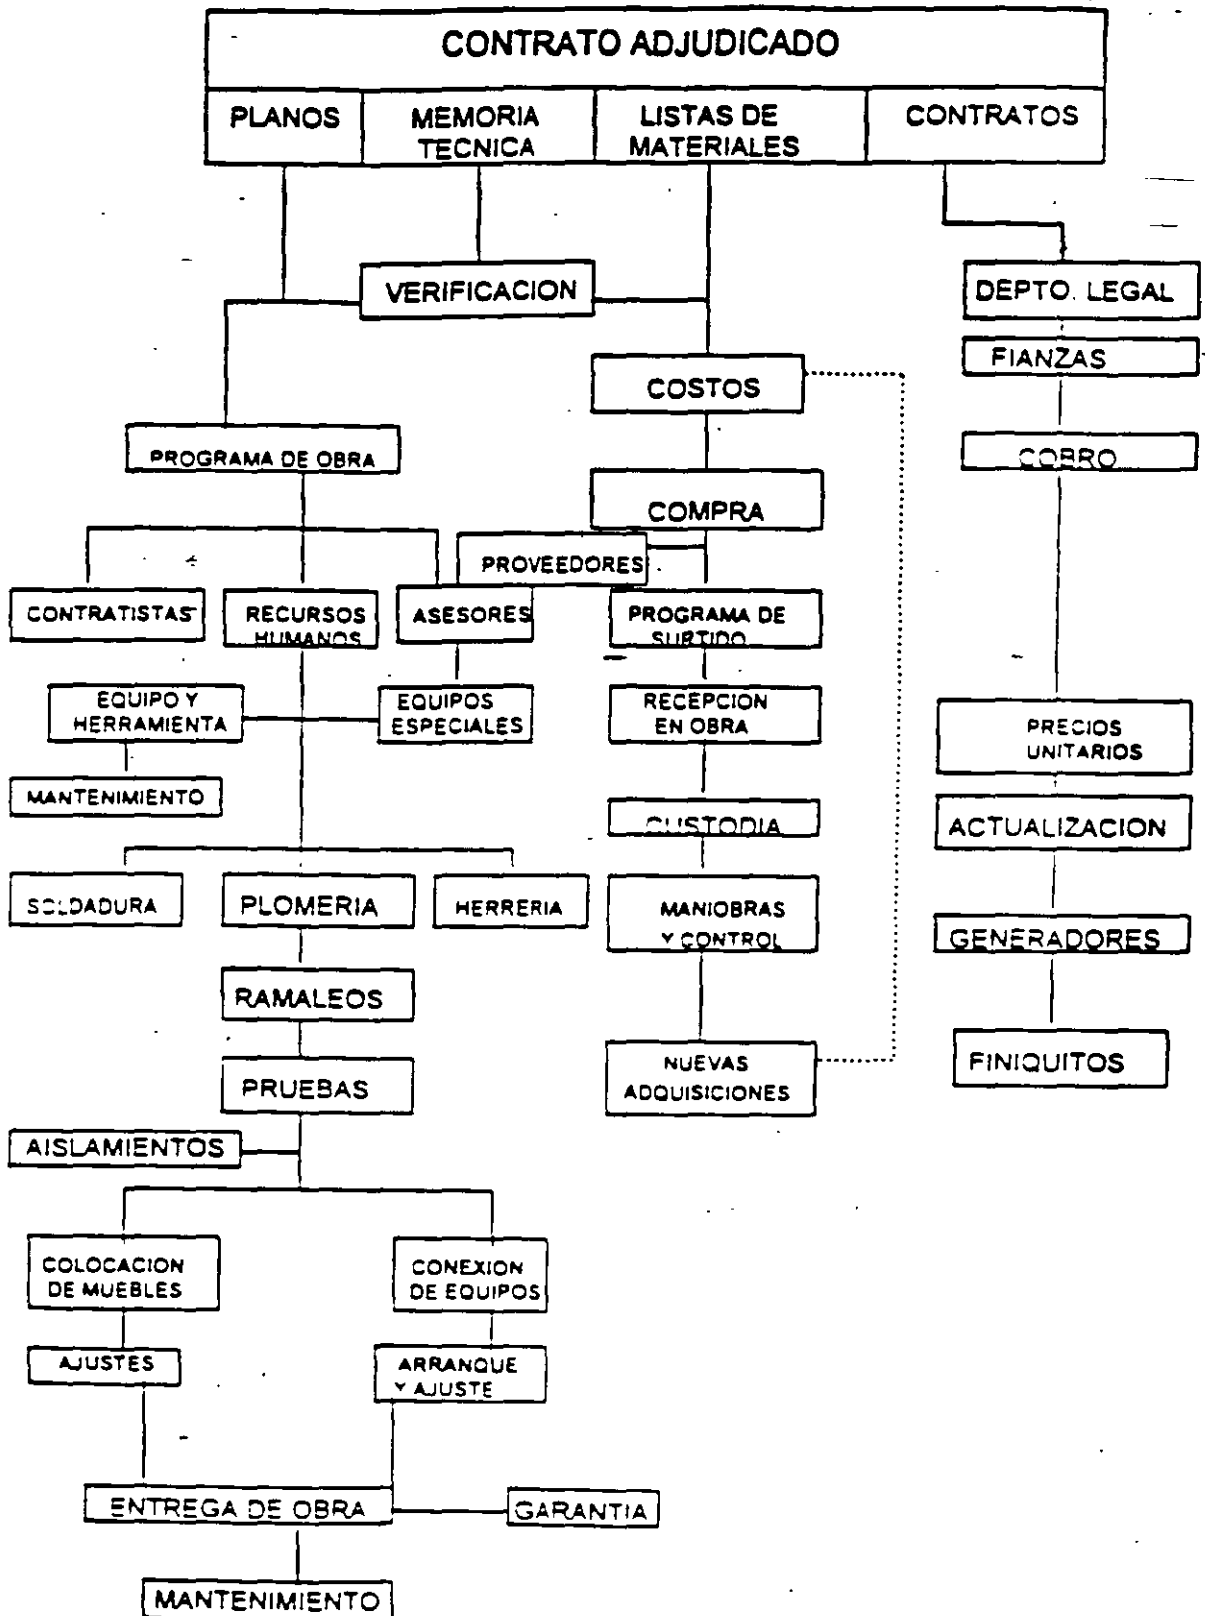 CONTRATO ADJUDICADO
PLANOS
MEMORIA
TECNICA
LISTAS DE
MATERIALES
CONTRATOS
VERIFICACION
DEPTO. LEGAL
FIANZAS
COSTOS
PROGRAMA DE OBRA
COBRO
COMPRA
PROVEEDORES
CONTRATISTAS
RECURSOS
HUMANOS
ASESORES
PROGRAMA DE
SURTIDO
EQUIPO Y
HERRAMIENTA
EQUIPOS
ESPECIALES
RECEPCION
EN OBRA
PRECIOS
UNITARIOS
MANTENIMIENTO
CUSTODIA
ACTUALIZACION
SOLDADURA
PLOMERIA
HERRERIA
MANIOBRAS
Y CONTROL
GENERADORES
RAMALEOS
NUEVAS
ADQUISICIONES
FINIQUITOS
PRUEBAS
AISLAMIENTOS
COLOCACION
DE MUEBLES
CONEXION
DE EQUIPOS
AJUSTES
ARRANQUE
Y AJUSTE
ENTREGA DE OBRA
GARANTIA
MANTENIMIENTO